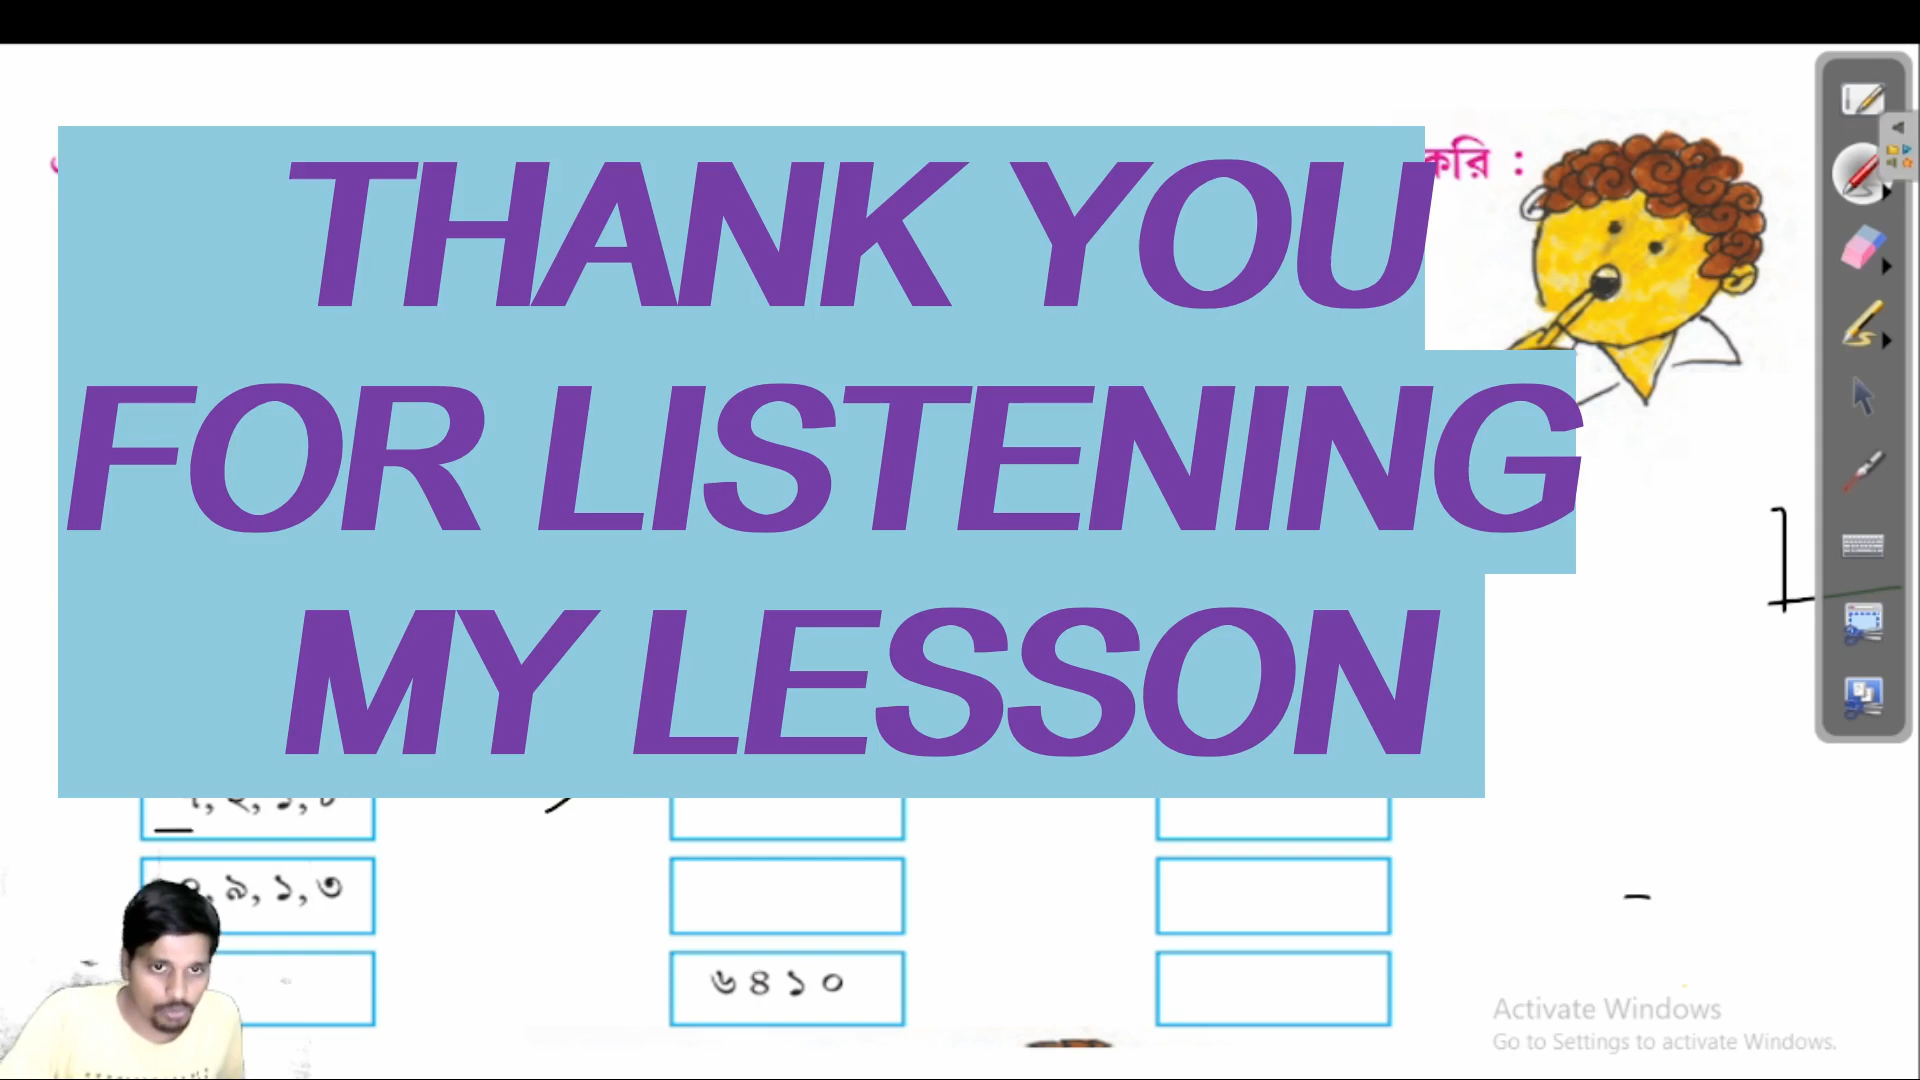 করি :
THANK YOU
FOR LISTENING
MY LESSON
৯, ১, ৩
৬ ৪ ১ ০
Activate Windows
Go to Settings to activate Windows.